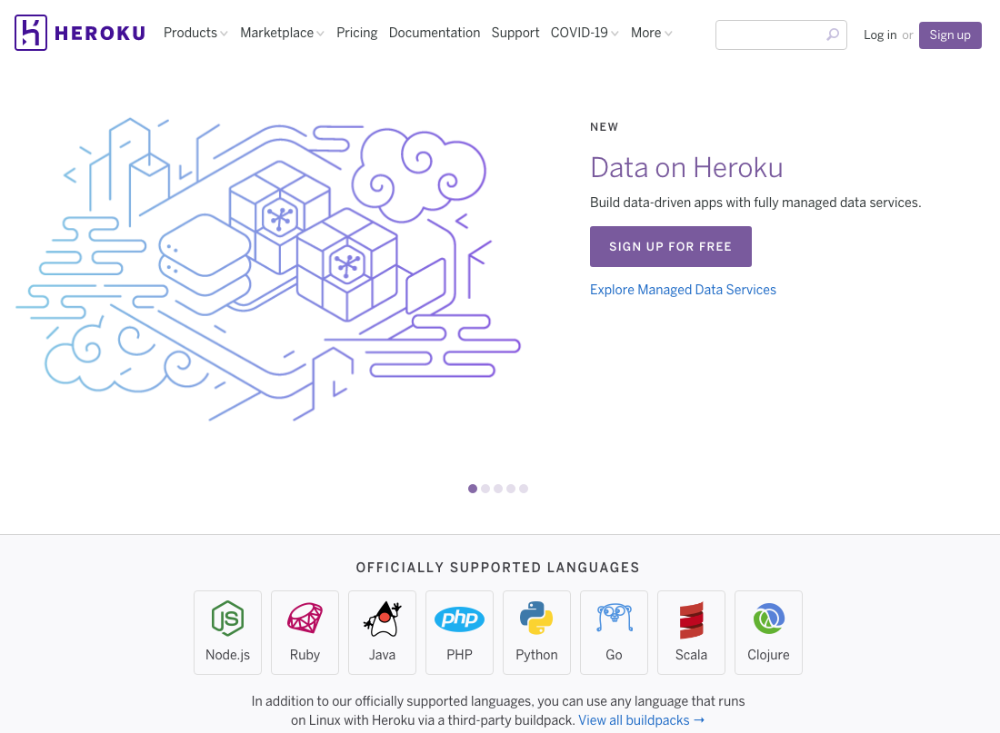 HEROKU Products Marketplace Pricing Documentation Support COVID-19 More Log in or Sign up
NEW
Data on Heroku
Build data-driven apps with fully managed data services.
SIGN UP FOR FREE
Explore Managed Data Services
OFFICIALLY SUPPORTED LANGUAGES
JS php
Node.js Ruby Java PHP Python Go Scala Clojure
In addition to our officially supported languages, you can use any language that runs
on Linux with Heroku via a third-party buildpack. View all buildpacks →